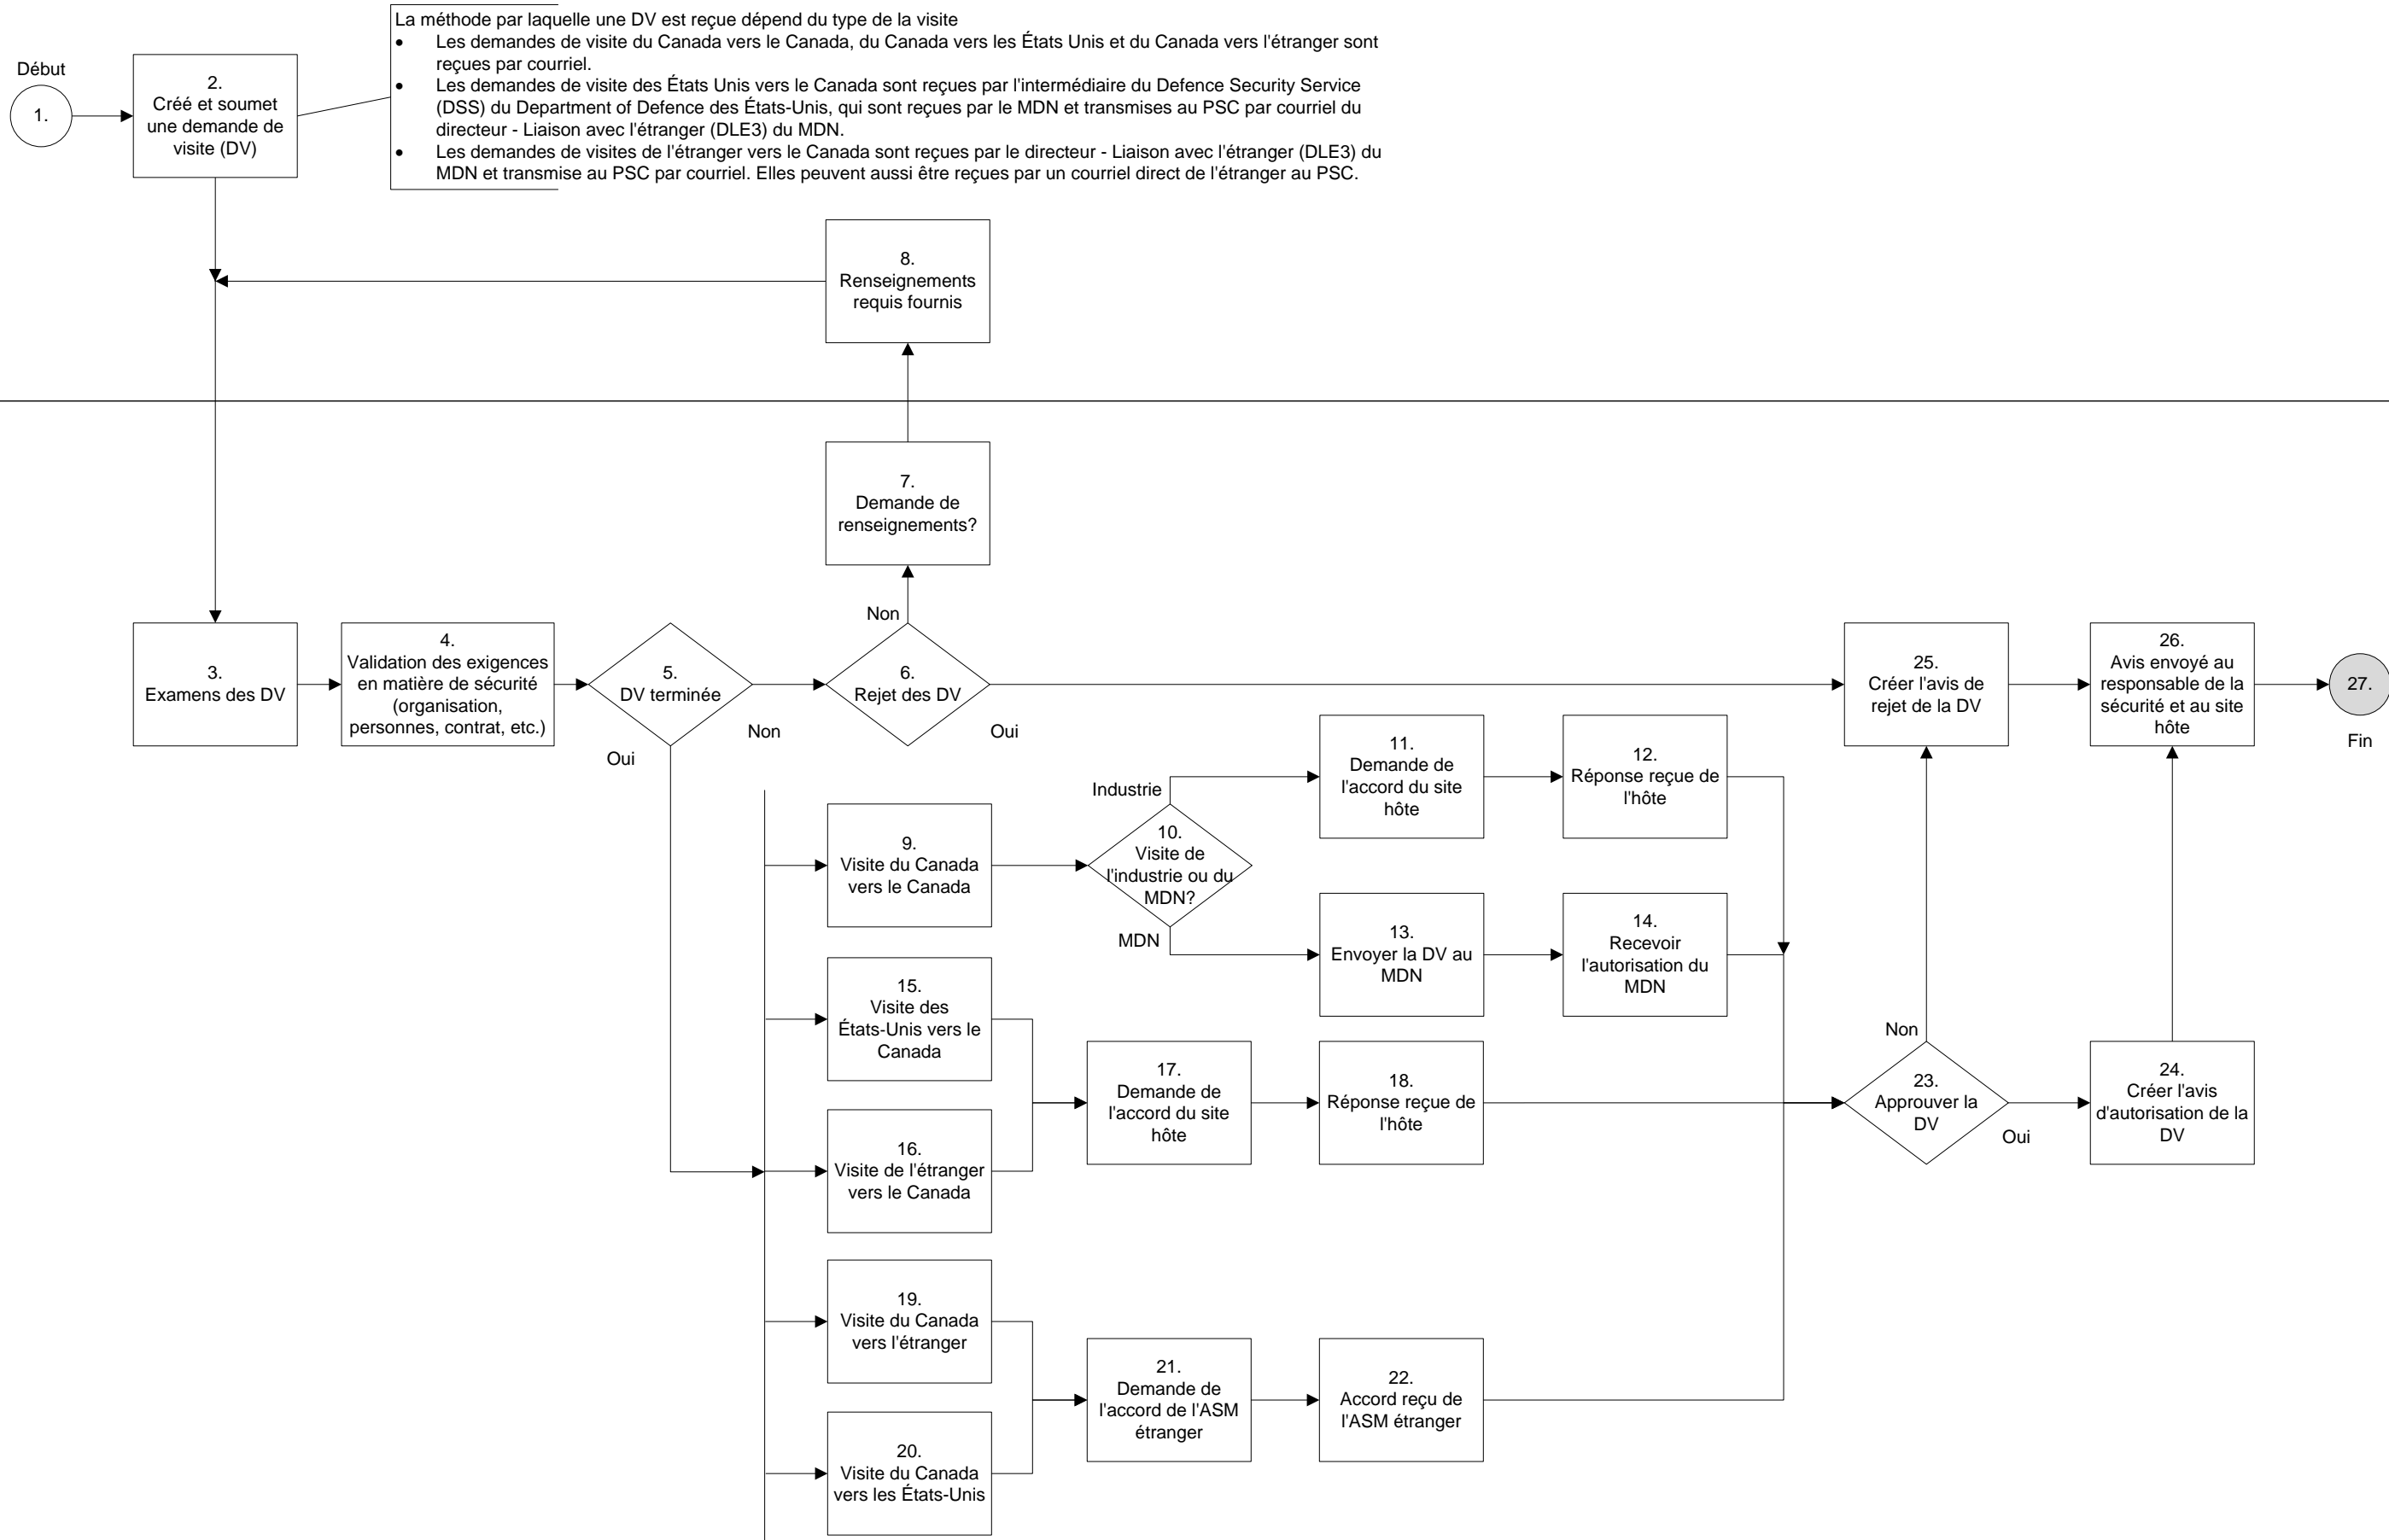 La méthode par laquelle une DV est reçue dépend du type de la visite
• Les demandes de visite du Canada vers le Canada, du Canada vers les États Unis et du Canada vers l'étranger sont
reçues par courriel.
• Les demandes de visite des États Unis vers le Canada sont reçues par l'intermédiaire du Defence Security Service
(DSS) du Department of Defence des États-Unis, qui sont reçues par le MDN et transmises au PSC par courriel du
directeur - Liaison avec l'étranger (DLE3) du MDN.
• Les demandes de visites de l'étranger vers le Canada sont reçues par le directeur - Liaison avec l'étranger (DLE3) du
MDN et transmise au PSC par courriel. Elles peuvent aussi être reçues par un courriel direct de l'étranger au PSC.
Début
1.
2.
Créé et soumet
une demande de
visite (DV)
8.
Renseignements
requis fournis
7.
Demande de
renseignements?
Non
3.
Examens des DV
4.
Validation des exigences
en matière de sécurité
(organisation,
personnes, contrat, etc.)
5.
DV terminée
Oui
Non
6.
Rejet des DV
Oui
25.
Créer l'avis de
rejet de la DV
26.
Avis envoyé au
responsable de la
sécurité et au site
hôte
27.
Fin
9.
Visite du Canada
vers le Canada
Industrie
10.
Visite de
l'industrie ou du
MDN?
MDN
11.
Demande de
l'accord du site
hôte
12.
Réponse reçue de
l'hôte
13.
Envoyer la DV au
MDN
14.
Recevoir
l'autorisation du
MDN
15.
Visite des
États-Unis vers le
Canada
16.
Visite de l'étranger
vers le Canada
17.
Demande de
l'accord du site
hôte
18.
Réponse reçue de
l'hôte
Non
23.
Approuver la
DV
Oui
24.
Créer l'avis
d'autorisation de la
DV
19.
Visite du Canada
vers l'étranger
20.
Visite du Canada
vers les États-Unis
21.
Demande de
l'accord de l'ASM
étranger
22.
Accord reçu de
l'ASM étranger